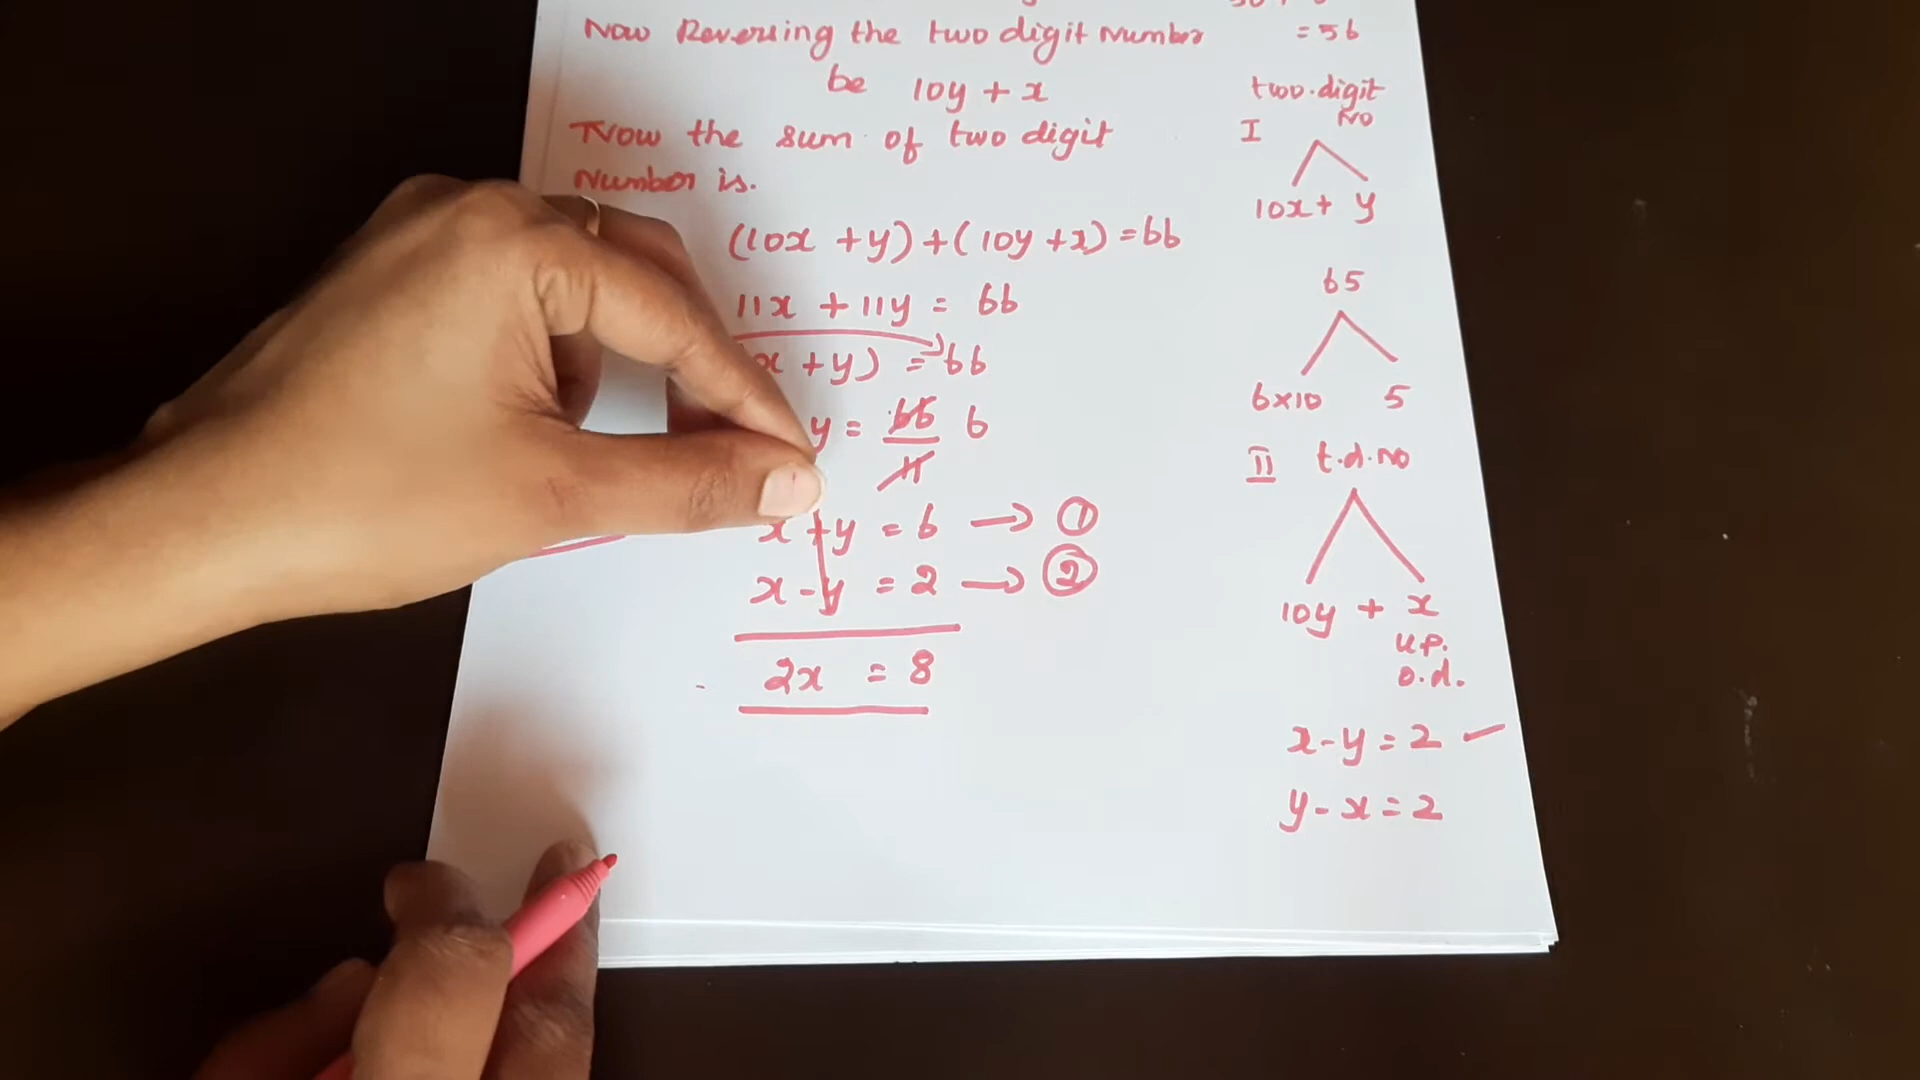 Now Reversing the two digit Number
be 10y + x
Now the sum of two digit
Number is.
(10x + y) + (10y + x) = 66
11x + 11y = 66
x + y) = 66
y = 66 6
11
x + y = 6 → ①
x - y = 2 → ②
2x = 8
= 56
two.digit
No
I
10x + y
65
6×10 5
II t.d.No
10y + x
u.p.
o.d.
x - y = 2 ✓
y - x = 2